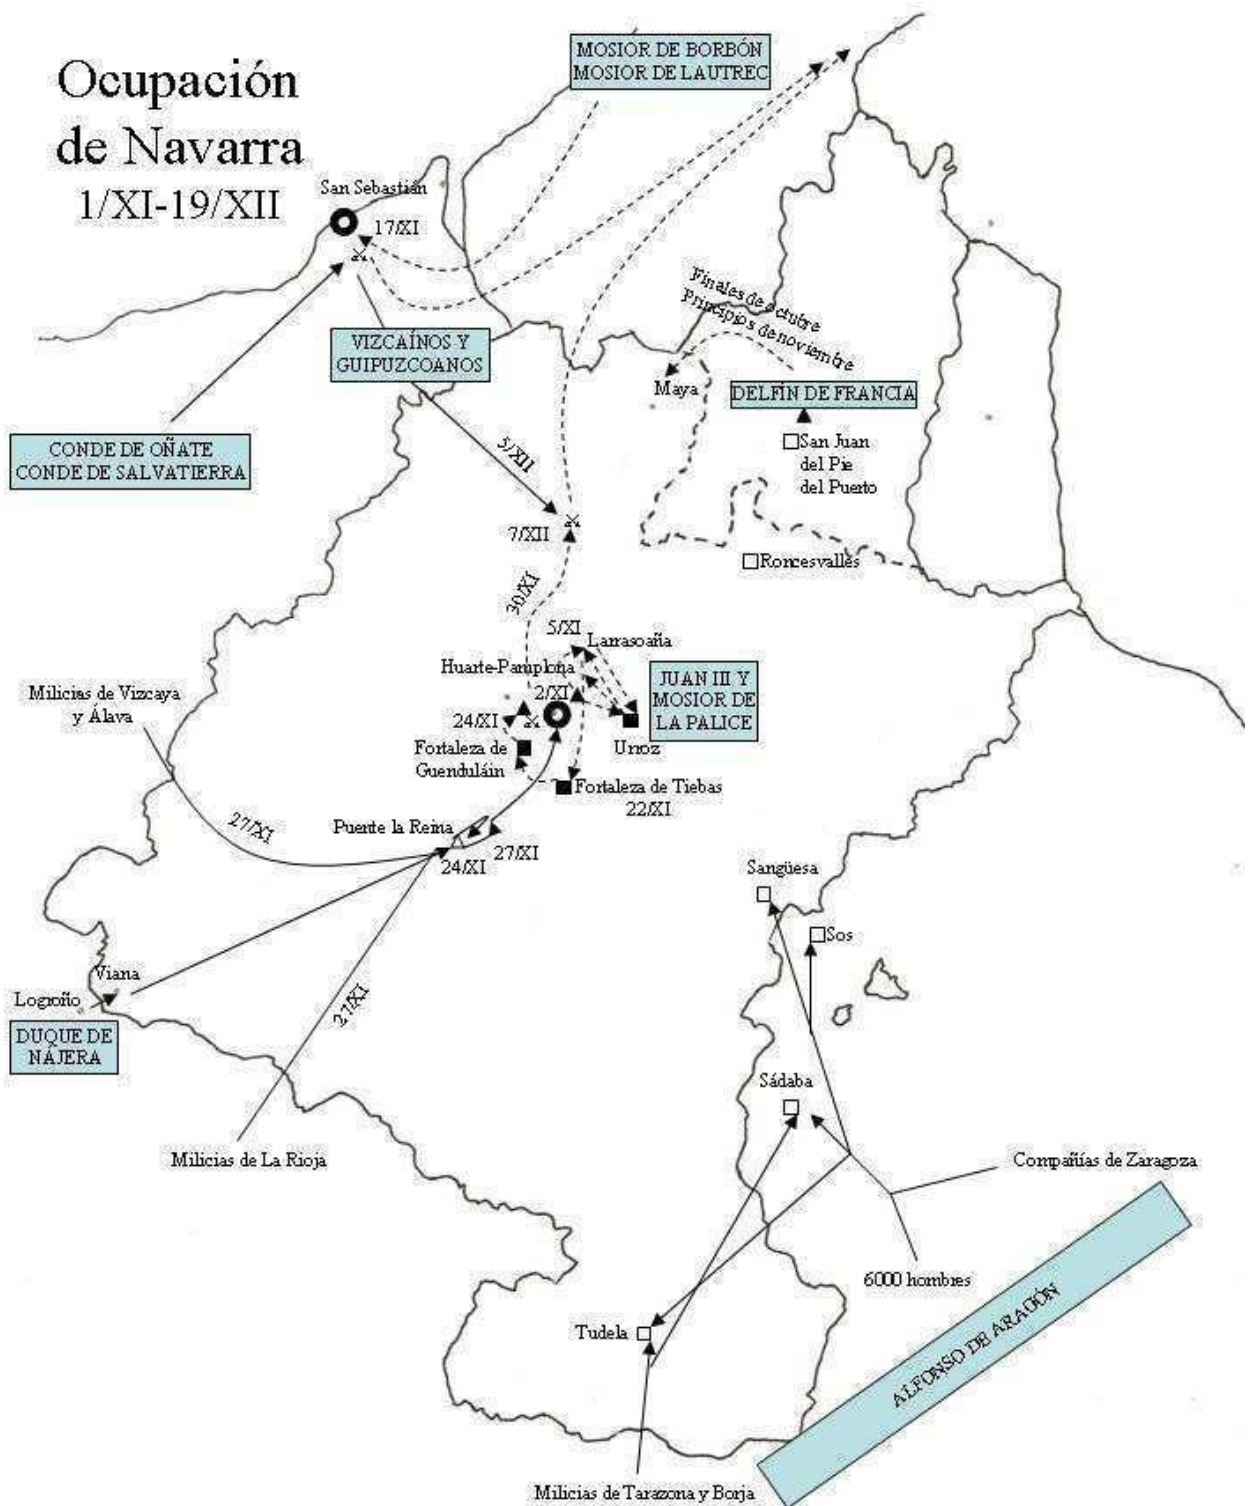 Ocupación
de Navarra
1/XI-19/XII
MOSIOR DE BORBÓN
MOSIOR DE LAUTREC
San Sebastián
17/XI
Finales de octubre
Principios de noviembre
VIZCAÍNOS Y
GUIPUZCOANOS
Maya
DELFÍN DE FRANCIA
CONDE DE OÑATE
CONDE DE SALVATIERRA
San Juan
del Pie
del Puerto
5/XII
7/XII
Roncesvalles
30/XI
5/XI
Larrasoaña
Huarte-Pamplona
JUAN III Y
MOSIOR DE
LA PALICE
Milicias de Vizcaya
y Álava
2/XI
24/XI
Urroz
Fortaleza de
Guenduláin
Fortaleza de Tiebas
22/XI
27/XI
Puente la Reina
24/XI
27/XI
Sangüesa
Sos
Viana
Logroño
27/XI
DUQUE DE
NÁJERA
Sádaba
Milicias de La Rioja
Compañías de Zaragoza
6000 hombres
ALFONSO DE ARAGÓN
Tudela
Milicias de Tarazona y Borja